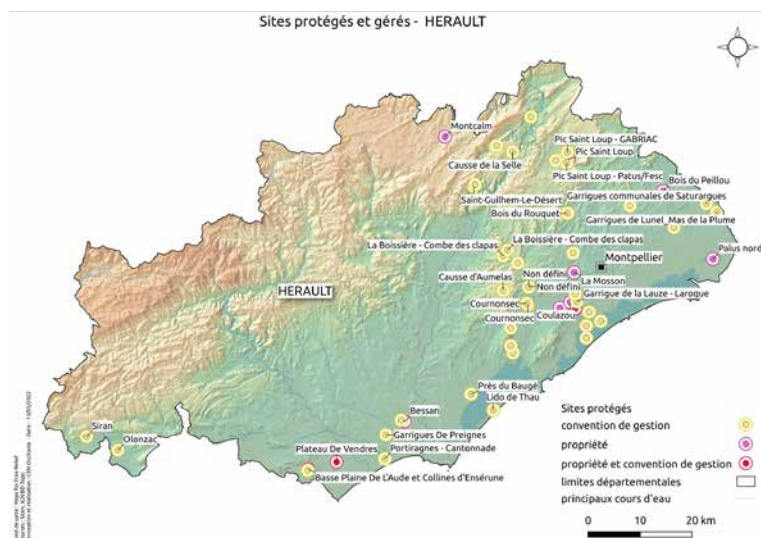 Sites protégés et gérés - HERAULT
Montcalm
Pic Saint Loup - GABRIAC
Pic Saint Loup
Causse de la Selle
Pic Saint Loup - Patus/Fesc
Bois du Peillou
Saint-Guilhem-Le-Désert
Garrigues communales de Saturargues
Bois du Rouquet
Garrigues de Lunel_Mas de la Plume
La Boissière - Combe des clapas
La Boissière - Combe des clapas
Montpellier
Palus nord
Causse d'Aumelas
Non défini
La Mosson
HERAULT
Non défini
Garrigue de la Lauze - Laroque
Cournonsec
Cournonsec
Coulazou
Près du Baugé
Lido de Thau
Bessan
Siran
Garrigues De Preignes
Olonzac
Plateau De Vendres
Portiragnes - Cantonnade
Basse Plaine De L'Aude et Collines d'Ensérune
Sites protégés
convention de gestion
propriété
propriété et convention de gestion
limites départementales
principaux cours d'eau
0 10 20 km